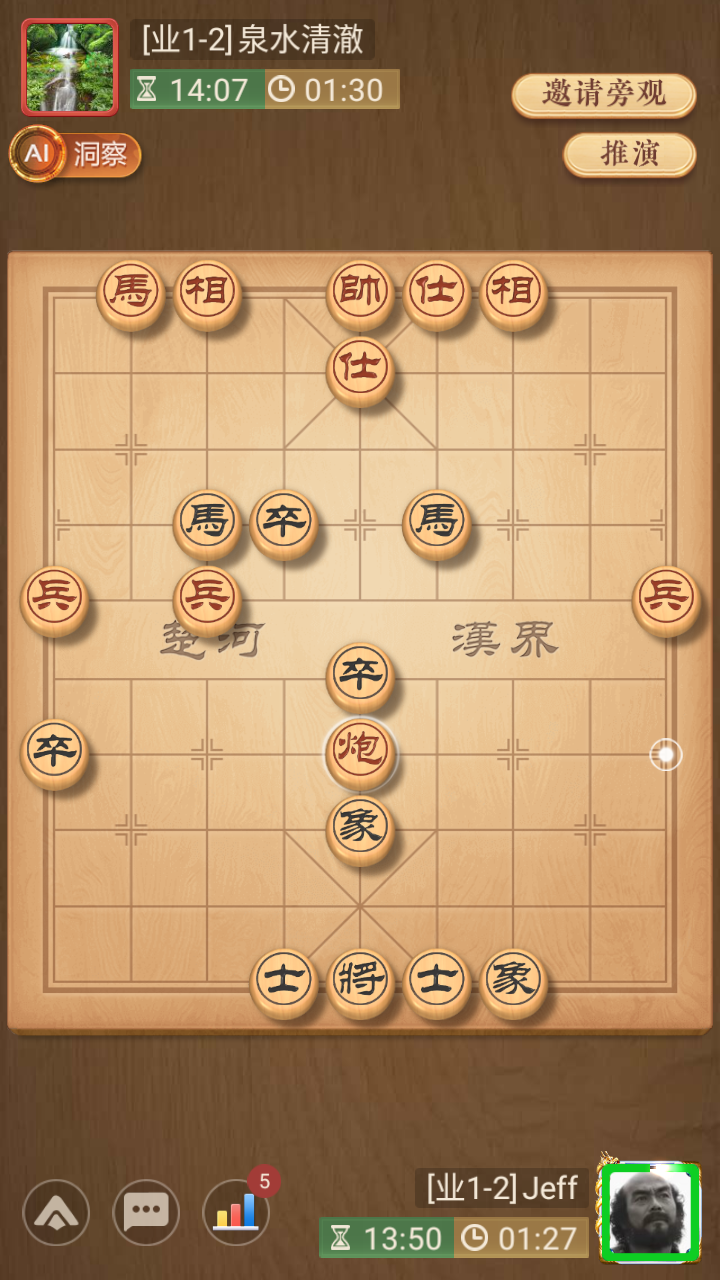 [业1-2]泉水清澈
14:07 01:30
邀请旁观
AI 洞察
推演
馬 相 帥 仕 相
仕
馬 卒 馬
兵 兵 兵
楚河 漢界
卒
卒 炮
象
士 將 士 象
[业1-2]Jeff
5
13:50 01:27